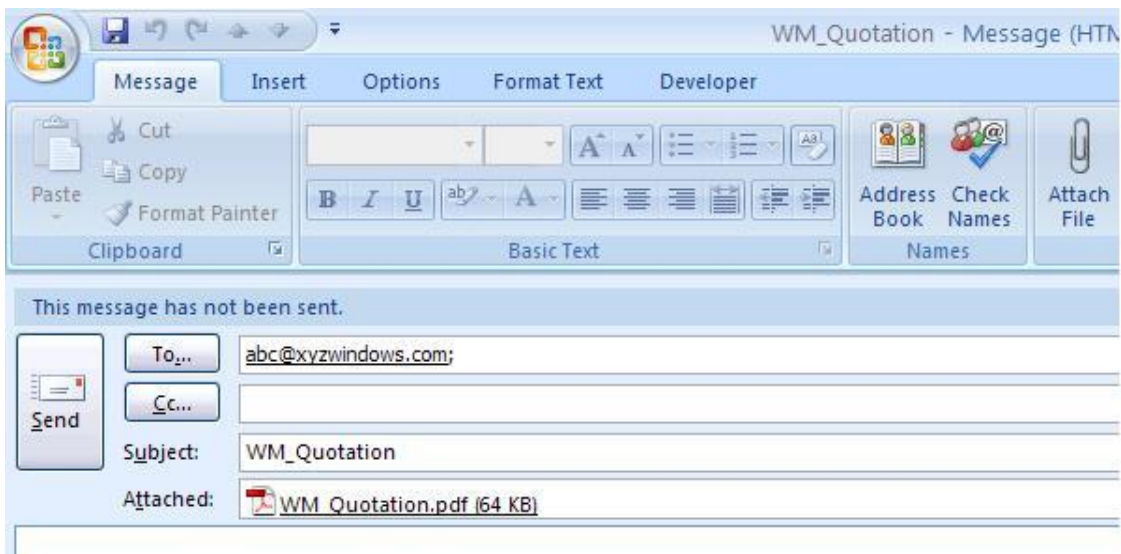 WM_Quotation - Message (HTM
Message Insert Options Format Text Developer
Cut
Copy
Paste
Format Painter
Clipboard
A A
B I U ab A
Basic Text
Address Book
Check Names
Names
Attach File
This message has not been sent.
Send
To...
abc@xyzwindows.com;
Cc...
Subject: WM_Quotation
Attached: WM_Quotation.pdf (64 KB)